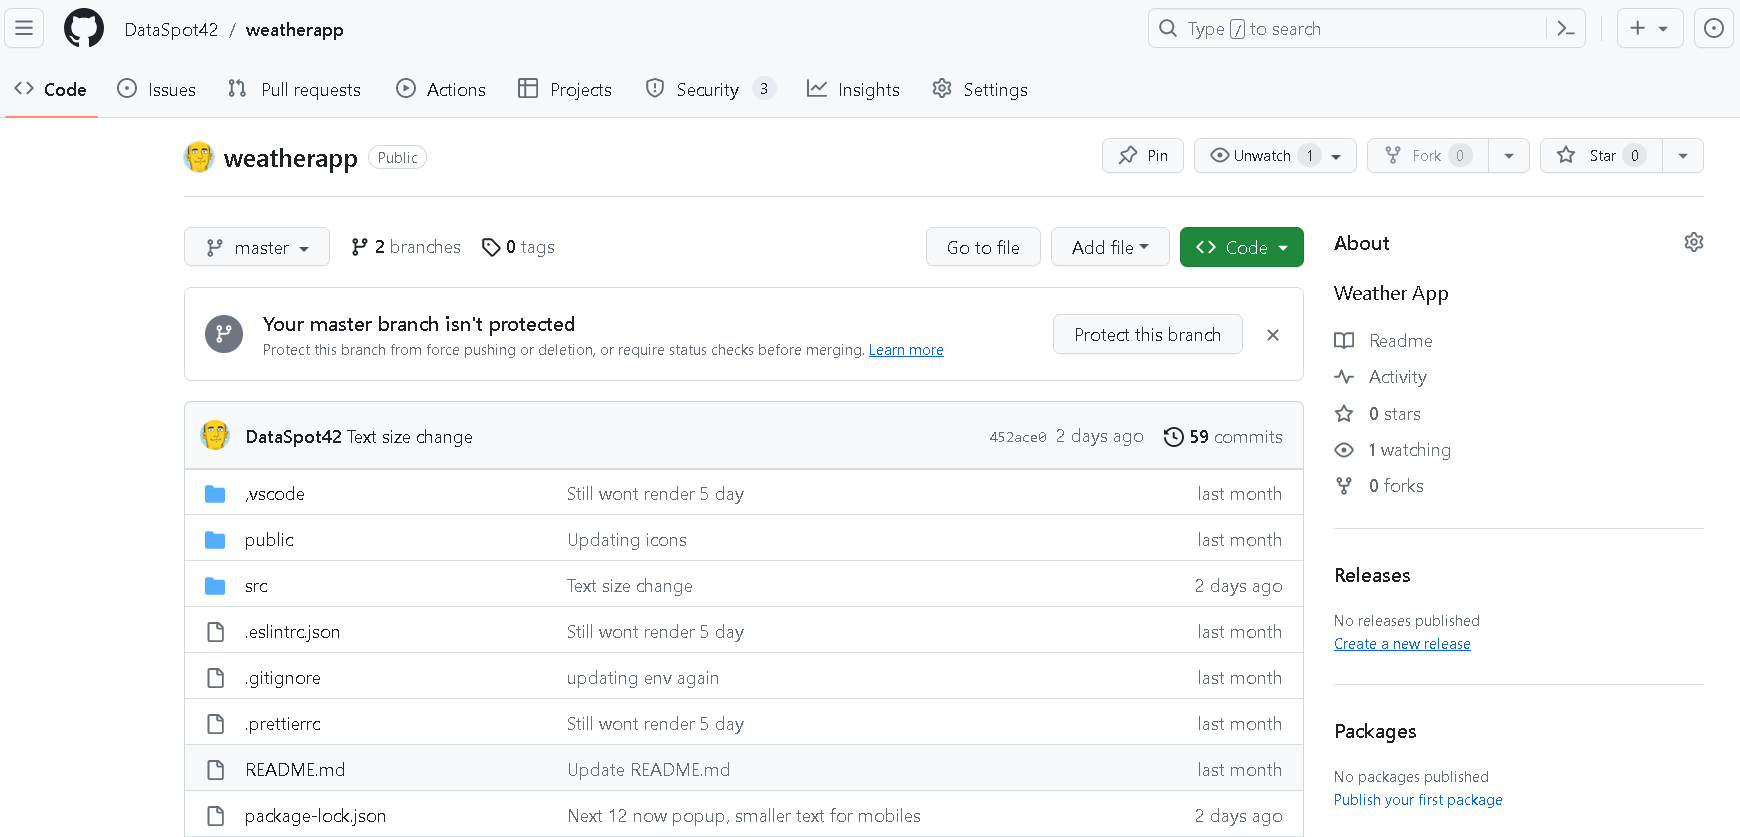 DataSpot42 / weatherapp
Type / to search
Code Issues Pull requests Actions Projects Security 3 Insights Settings
weatherapp Public
Pin Unwatch 1 Fork 0 Star 0
master 2 branches 0 tags Go to file Add file Code
Your master branch isn't protected
Protect this branch from force pushing or deletion, or require status checks before merging. Learn more
Protect this branch
DataSpot42 Text size change 452ace0 2 days ago 59 commits
.vscode Still wont render 5 day last month
public Updating icons last month
src Text size change 2 days ago
.eslintrc.json Still wont render 5 day last month
.gitignore updating env again last month
.prettierrc Still wont render 5 day last month
README.md Update README.md last month
package-lock.json Next 12 now popup, smaller text for mobiles 2 days ago
About
Weather App
Readme
Activity
0 stars
1 watching
0 forks
Releases
No releases published
Create a new release
Packages
No packages published
Publish your first package